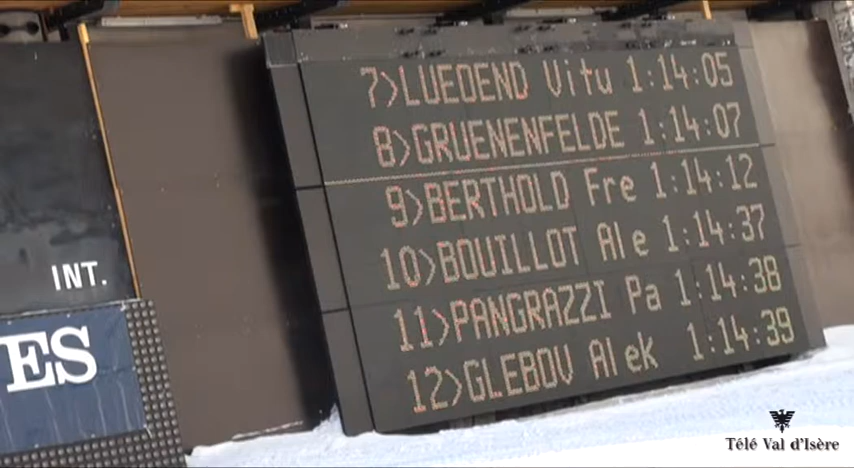 7>LUEOEND Vitu 1:14:05
8>GRUENENFELDE 1:14:07
9>BERTHOLD Fre 1:14:12
10>BOUILLOT Ale 1:14:37
11>PANGRAZZI Pa 1:14:38
12>GLEBOV AleK 1:14:39
INT.
ES
Télé Val d'Isère